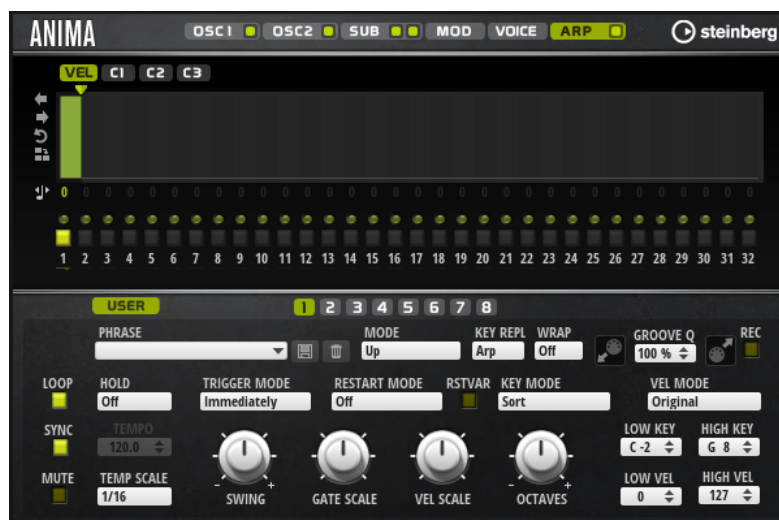 ANIMA OSC1 OSC2 SUB MOD VOICE ARP steinberg
VEL C1 C2 C3
0 0 0 0 0 0 0 0 0 0 0 0 0 0 0 0 0 0 0 0 0 0 0 0 0 0 0 0 0 0 0 0
1 2 3 4 5 6 7 8 9 10 11 12 13 14 15 16 17 18 19 20 21 22 23 24 25 26 27 28 29 30 31 32
USER 1 2 3 4 5 6 7 8
PHRASE MODE KEY REPL WRAP GROOVE Q REC
Up Arp Off 100 %
LOOP HOLD TRIGGER MODE RESTART MODE RSTVAR KEY MODE VEL MODE
Off Immediately Off Sort Original
SYNC TEMPO LOW KEY HIGH KEY
120.0 C -2 G 8
MUTE TEMP SCALE LOW VEL HIGH VEL
1/16 - + - + 0 127
SWING GATE SCALE VEL SCALE OCTAVES